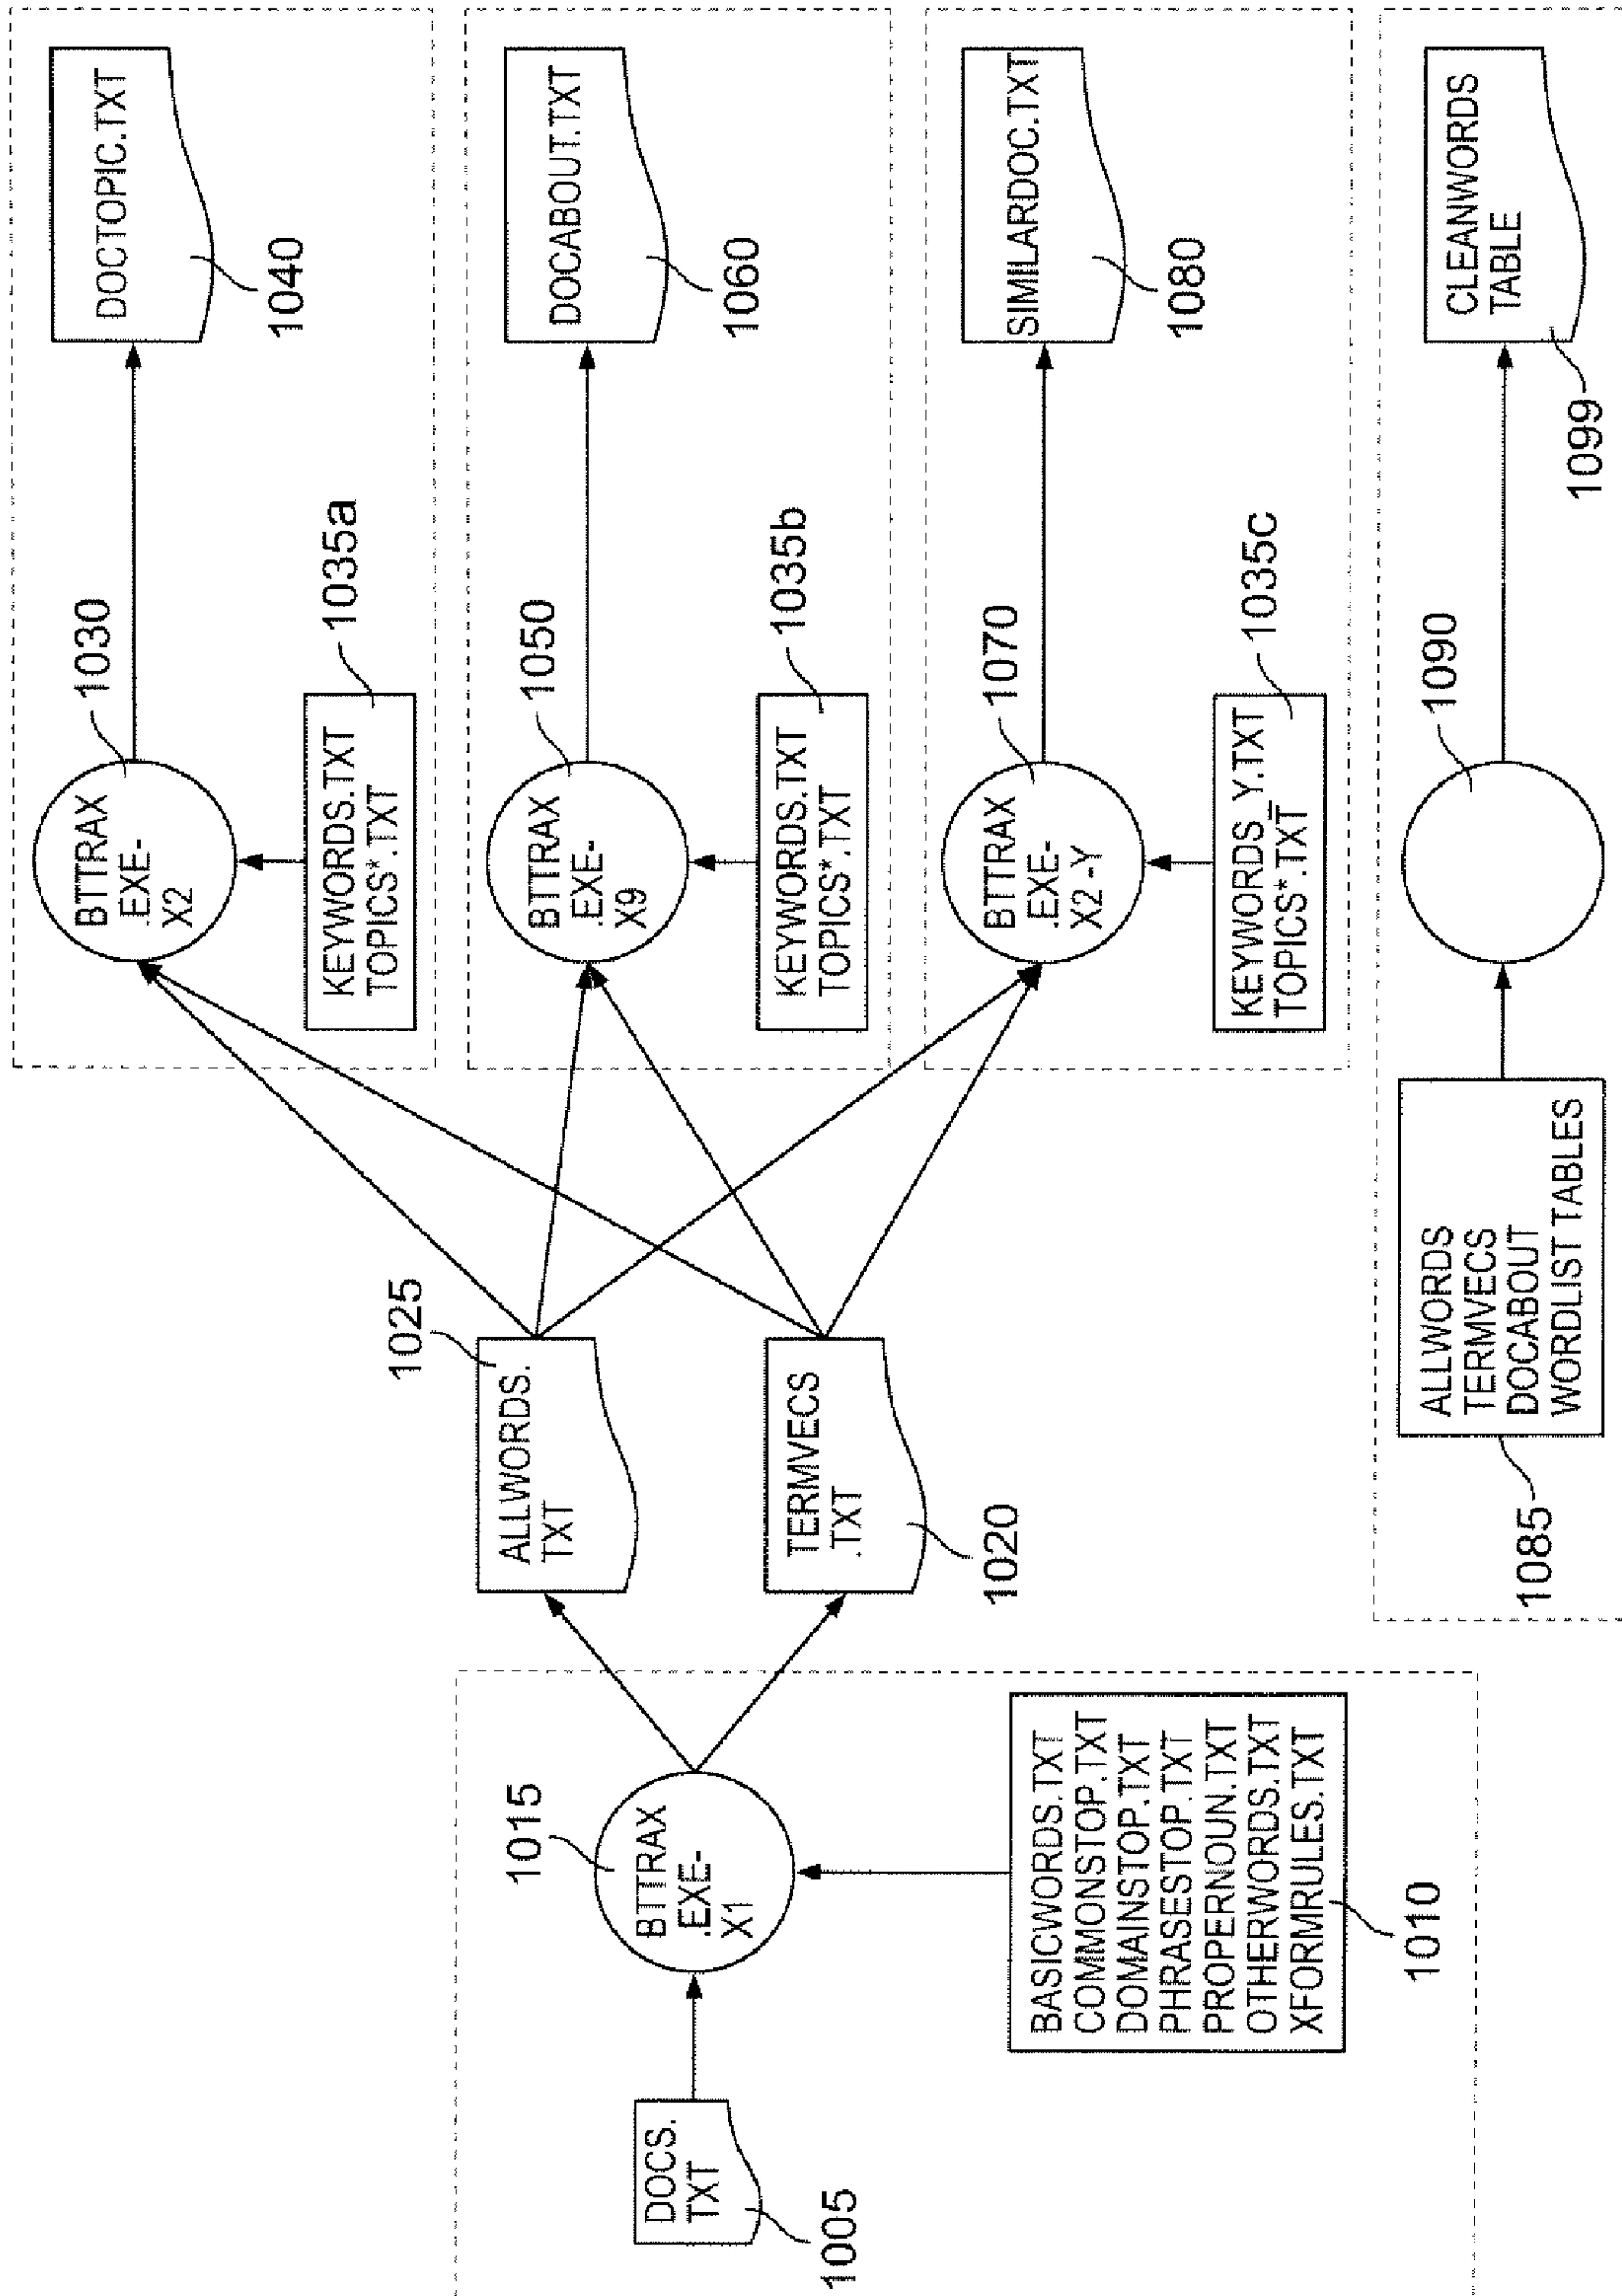 DOCS.
TXT
1005
BTTRAX
.EXE-
X1
1015
BASICWORDS.TXT
COMMONSTOP.TXT
DOMAINSTOP.TXT
PHRASESTOP.TXT
PROPERNOUN.TXT
OTHERWORDS.TXT
XFORMRULES.TXT
1010
ALLWORDS.
TXT
1025
TERMVECS
.TXT
1020
BTTRAX
.EXE-
X2
1030
KEYWORDS.TXT
TOPICS*.TXT
1035a
DOCTOPIC.TXT
1040
BTTRAX
.EXE-
X9
1050
KEYWORDS.TXT
TOPICS*.TXT
1035b
DOCABOUT.TXT
1060
BTTRAX
.EXE-
X2-Y
1070
KEYWORDS_Y.TXT
TOPICS*.TXT
1035c
SIMILARDOC.TXT
1080
ALLWORDS
TERMVECS
DOCABOUT
WORDLIST TABLES
1085
1090
CLEANWORDS
TABLE
1099